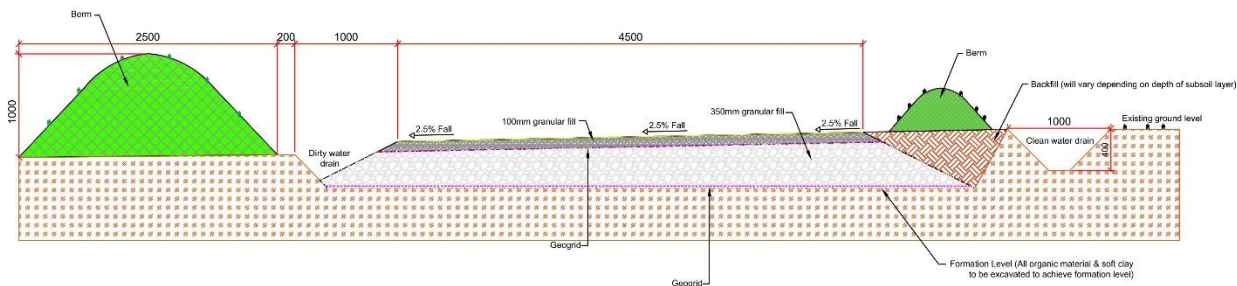 Berm
2500
200
1000
4500
Berm
Backfill (will vary depending on depth of subsoil layer)
350mm granular fill
1000
Existing ground level
1000
2.5% Fall
100mm granular fill
2.5% Fall
2.5% Fall
Clean water drain
400
Dirty water
drain
Geogrid
Formation Level (All organic material & soft clay
to be excavated to achieve formation level)
Geogrid